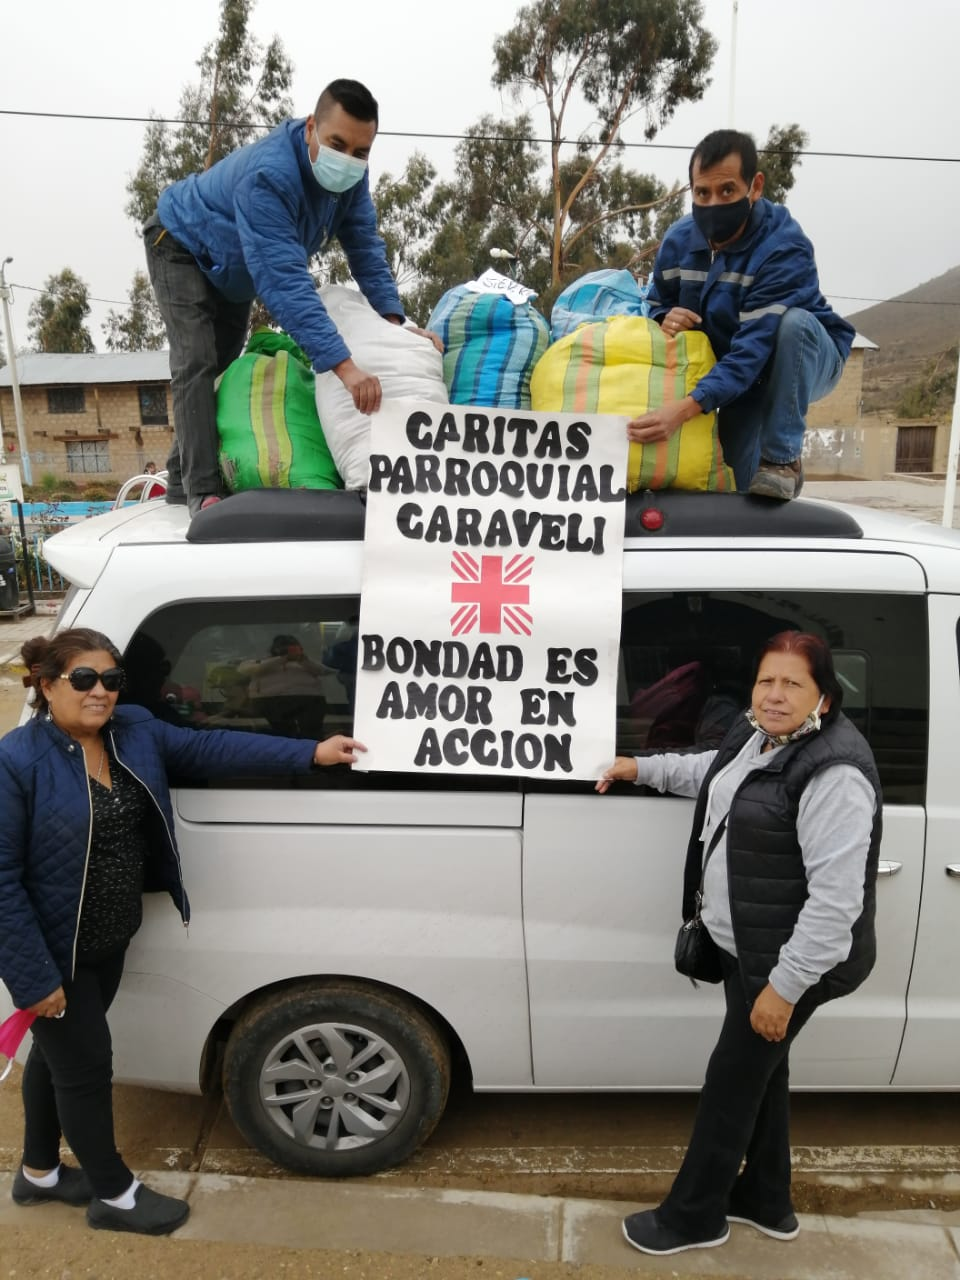 CARITAS
PARROQUIAL
CARAVELI
BONDAD ES
AMOR EN
ACCION